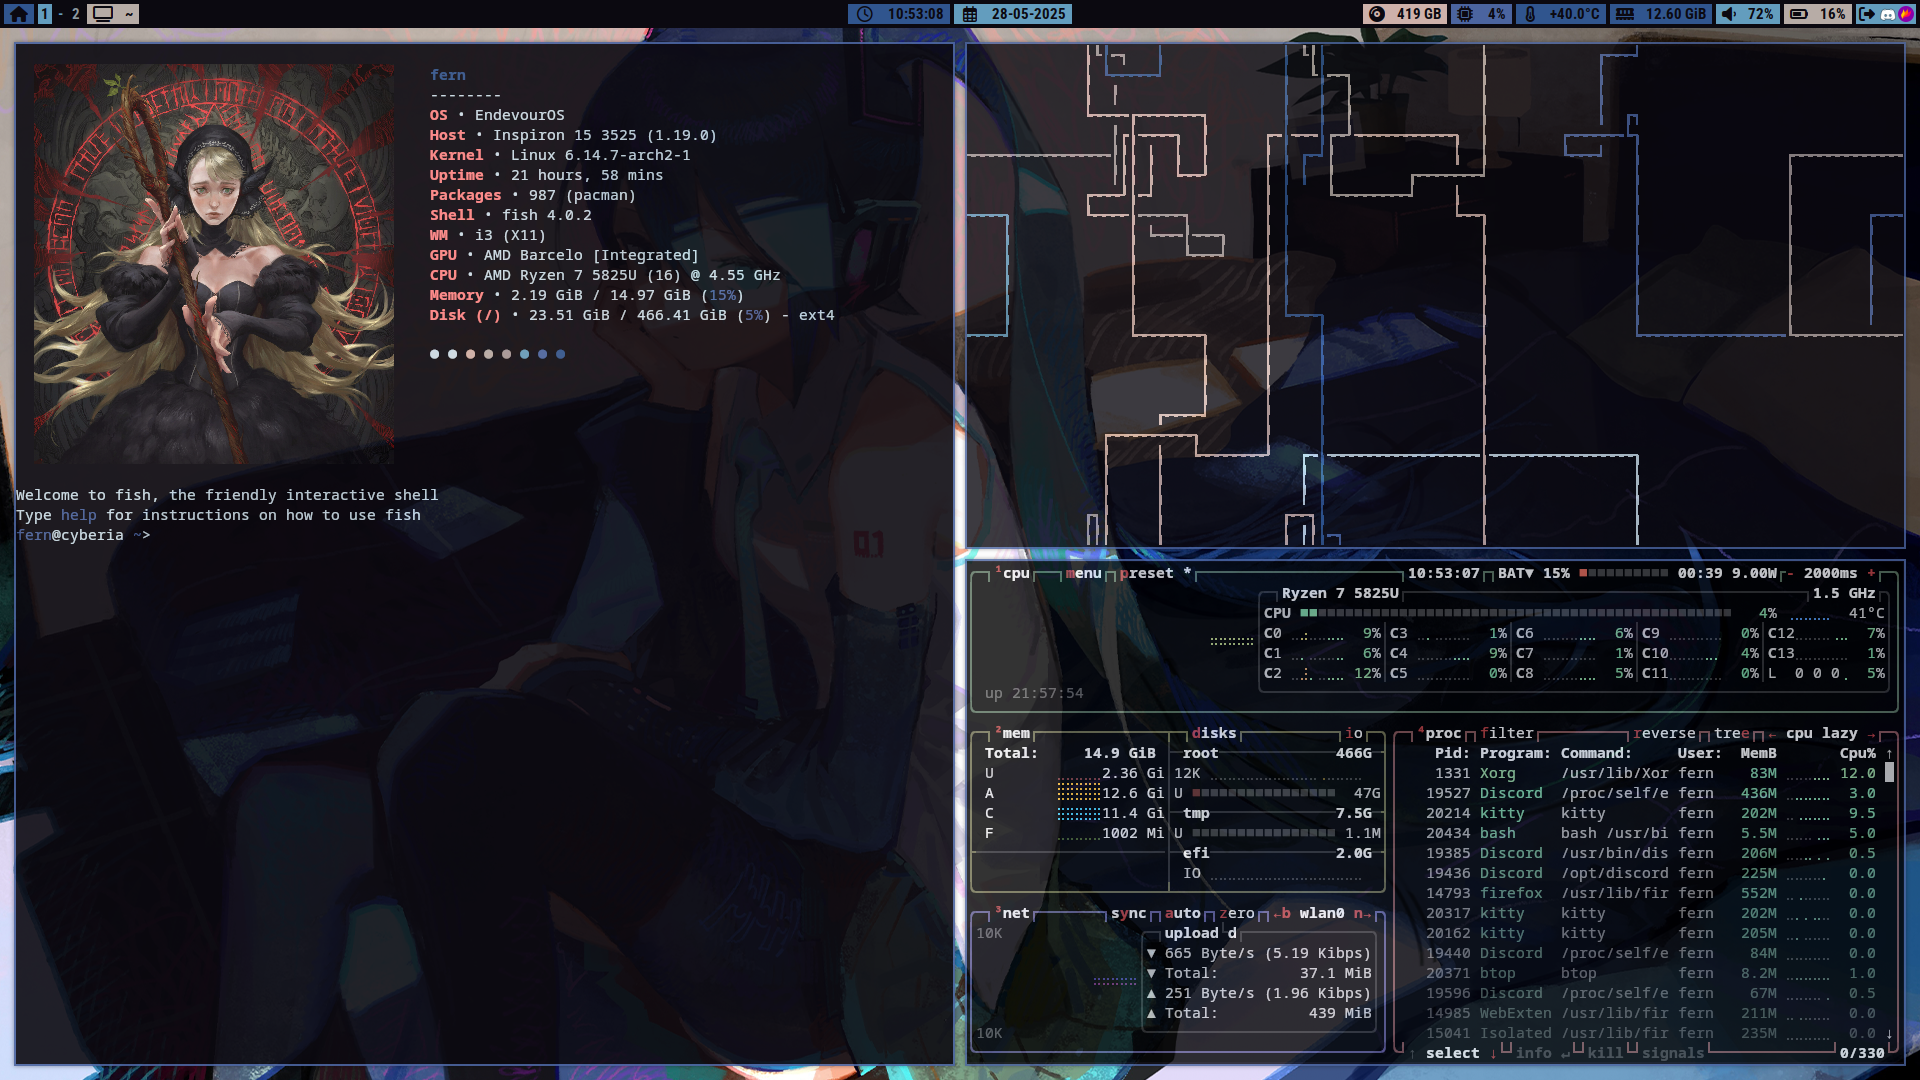 1 - 2 ~ 10:53:08 28-05-2025 419 GB 4% +40.0°C 12.60 GiB 72% 16%
fern
--------
OS • EndevourOS
Host • Inspiron 15 3525 (1.19.0)
Kernel • Linux 6.14.7-arch2-1
Uptime • 21 hours, 58 mins
Packages • 987 (pacman)
Shell • fish 4.0.2
WM • i3 (X11)
GPU • AMD Barcelo [Integrated]
CPU • AMD Ryzen 7 5825U (16) @ 4.55 GHz
Memory • 2.19 GiB / 14.97 GiB (15%)
Disk (/) • 23.51 GiB / 466.41 GiB (5%) - ext4
Welcome to fish, the friendly interactive shell
Type help for instructions on how to use fish
fern@cyberia ~>
01
¹cpu menu preset * 10:53:07 BAT▼ 15% 00:39 9.00W - 2000ms +
Ryzen 7 5825U 1.5 GHz
CPU 4% 41°C
C0 9% C3 1% C6 6% C9 0% C12 7%
C1 6% C4 9% C7 1% C10 4% C13 1%
C2 12% C5 0% C8 5% C11 0% L 0 0 0. 5%
up 21:57:54
²mem disks io
Total: 14.9 GiB root 466G
U 2.36 Gi 12K
A 12.6 Gi U 47G
C 11.4 Gi tmp 7.5G
F 1002 Mi U 1.1M
efi 2.0G
IO
³net sync auto zero ←b wlan0 n→
10K upload d
▼ 665 Byte/s (5.19 Kibps)
▼ Total: 37.1 MiB
▲ 251 Byte/s (1.96 Kibps)
▲ Total: 439 MiB
10K
⁴proc filter reverse tree ← cpu lazy →
Pid: Program: Command: User: MemB Cpu% ↑
1331 Xorg /usr/lib/Xor fern 83M 12.0
19527 Discord /proc/self/e fern 436M 3.0
20214 kitty kitty fern 202M 9.5
20434 bash bash /usr/bi fern 5.5M 5.0
19385 Discord /usr/bin/dis fern 206M 0.5
19436 Discord /opt/discord fern 225M 0.0
14793 firefox /usr/lib/fir fern 552M 0.0
20317 kitty kitty fern 202M 0.0
20162 kitty kitty fern 205M 0.0
19440 Discord /proc/self/e fern 84M 0.0
20371 btop btop fern 8.2M 1.0
19596 Discord /proc/self/e fern 67M 0.5
14985 WebExten /usr/lib/fir fern 211M 0.0
15041 Isolated /usr/lib/fir fern 235M 0.0 ↓
↑ select ↓ info ↵ kill signals 0/330